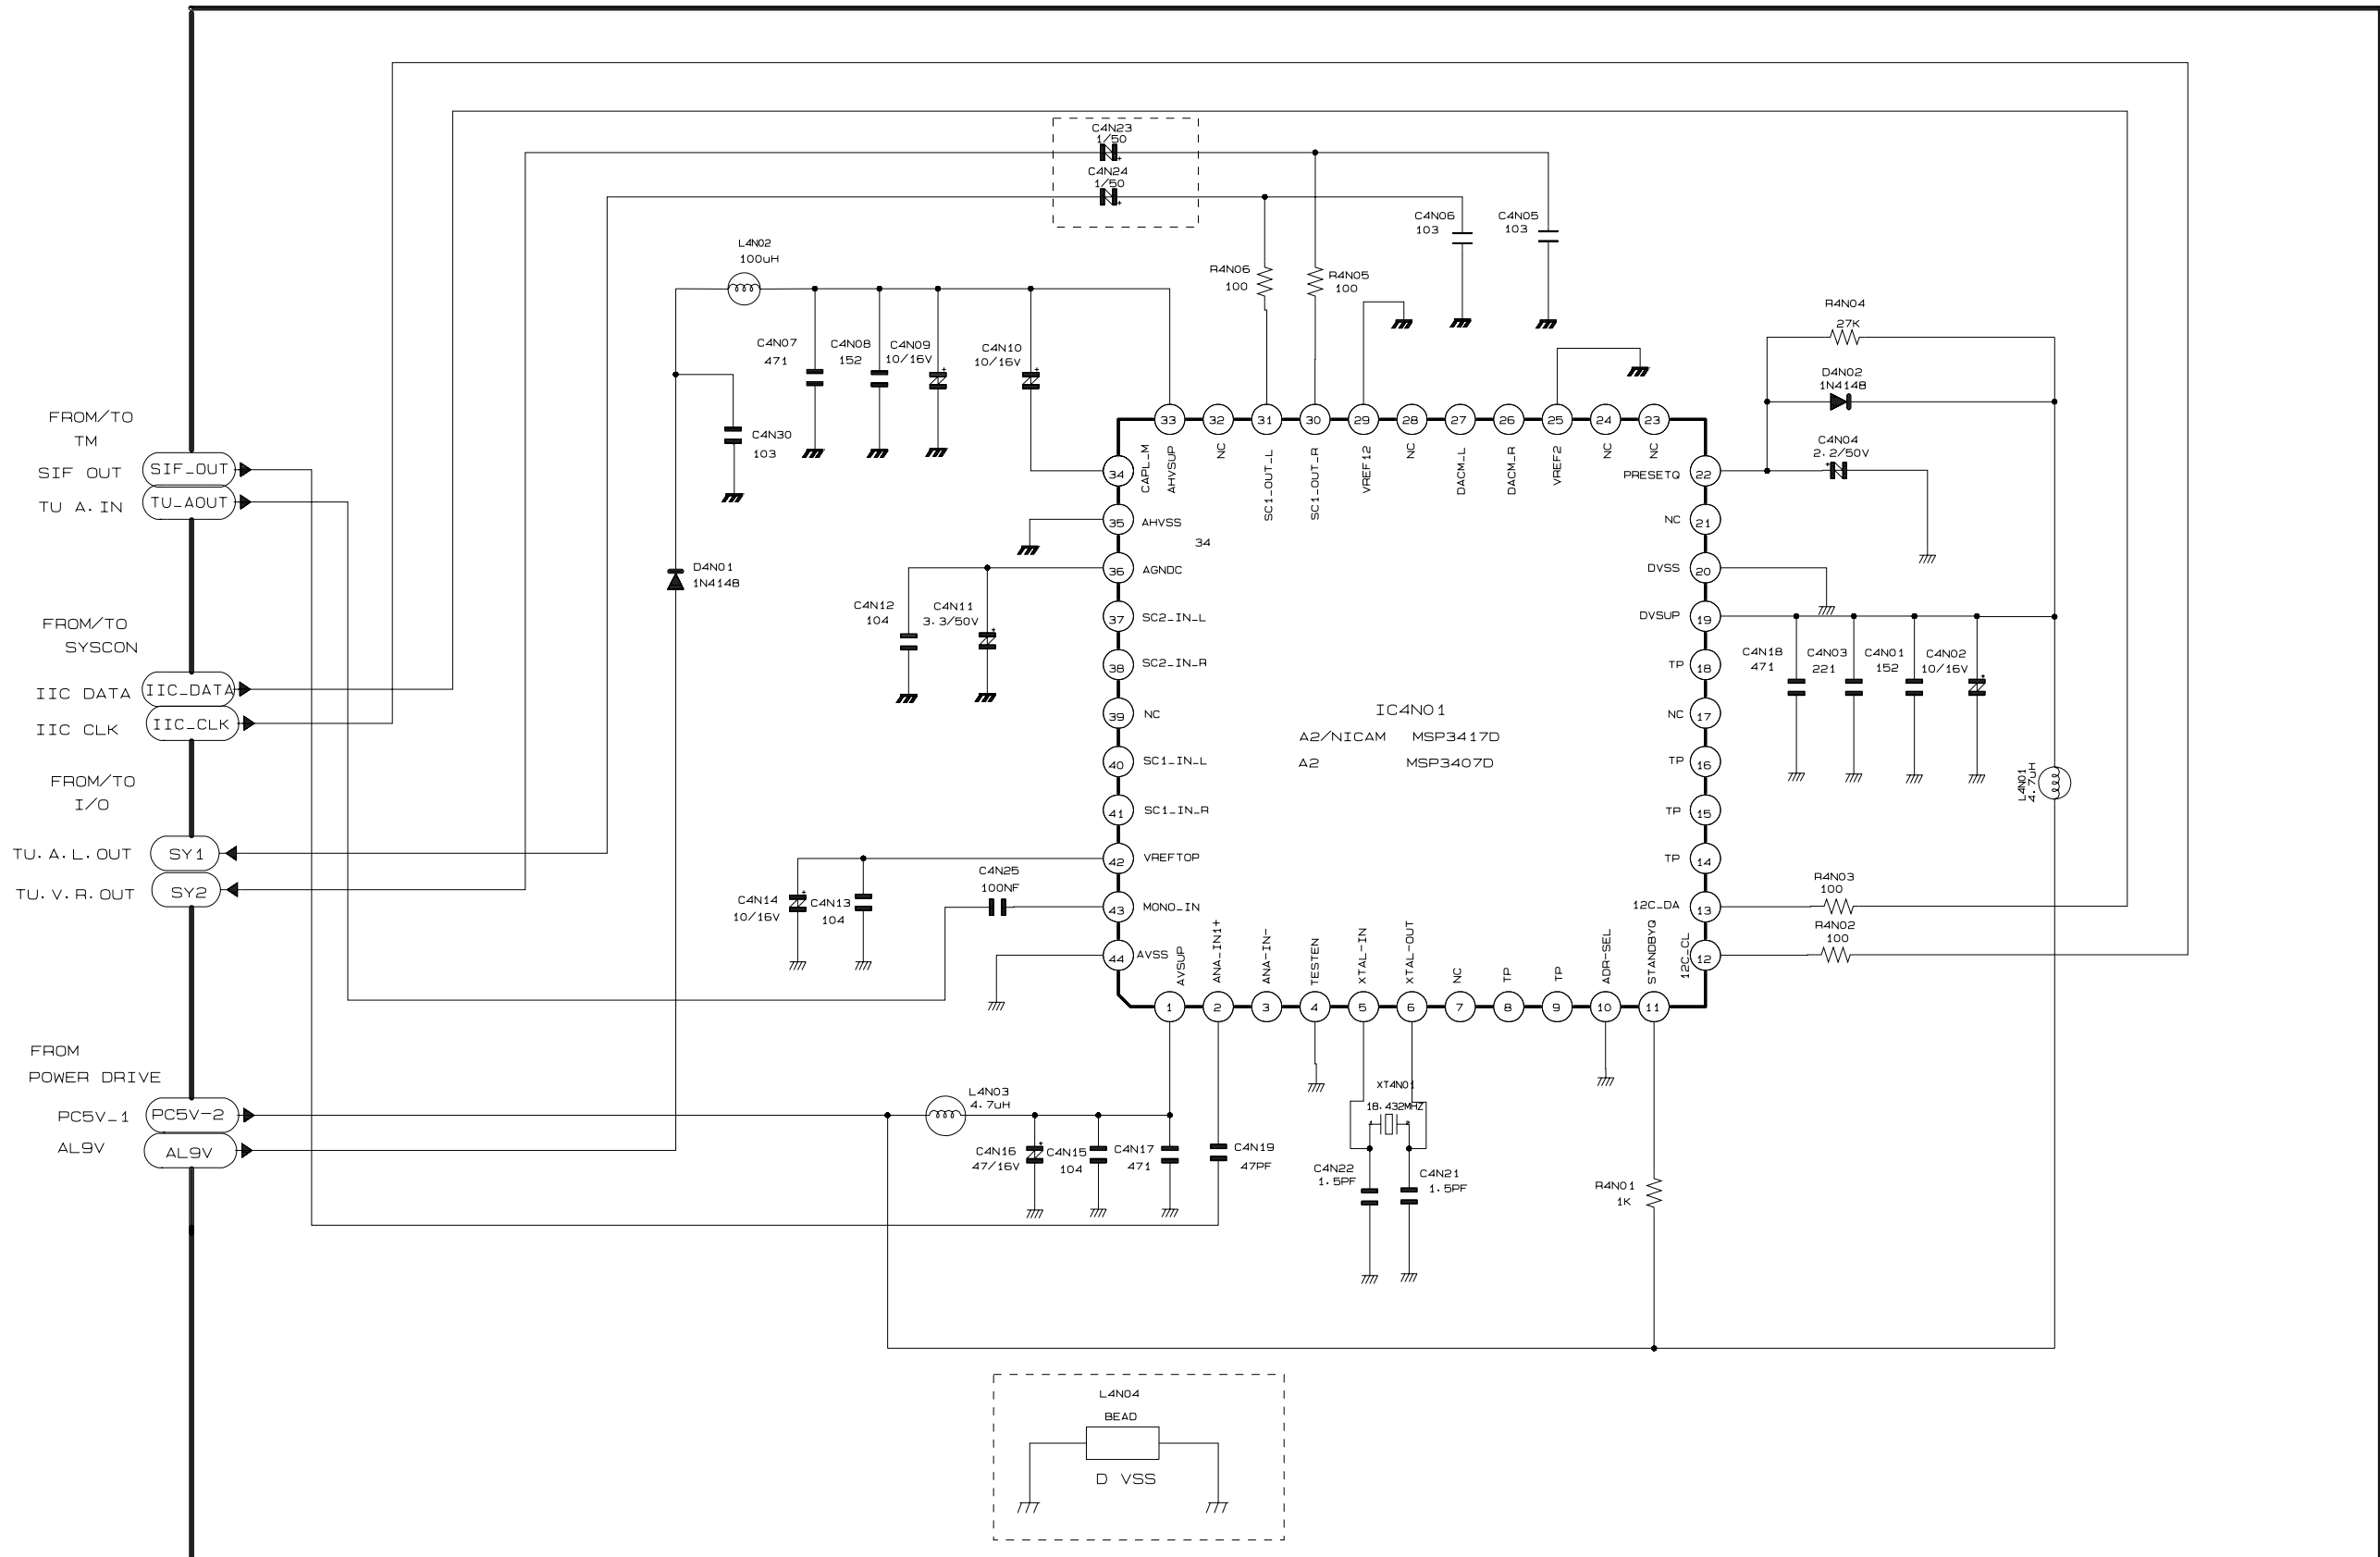 FROM/TO
TM
SIF OUT
SIF_OUT
TU A.IN
TU_AOUT
FROM/TO
SYSCON
IIC DATA
IIC_DATA
IIC CLK
IIC_CLK
FROM/TO
I/O
TU.A.L.OUT
SY1
TU.V.R.OUT
SY2
FROM
POWER DRIVE
PC5V_1
PC5V-2
AL9V
AL9V
C4N23
1/50
+
C4N24
1/50
+
L4N02
100uH
C4N07
471
C4N08
152
C4N09
10/16V
+
C4N10
10/16V
+
C4N30
103
D4N01
1N4148
R4N06
100
R4N05
100
C4N06
103
C4N05
103
R4N04
27K
D4N02
1N4148
C4N04
2.2/50V
+
33
32
31
30
29
28
27
26
25
24
23
AHVSUP
NC
SC1_OUT_L
SC1_OUT_R
VREF12
NC
DACM_L
DACM_R
VREF2
NC
NC
34
CAPL_M
35
AHVSS
34
36
AGNDC
37
SC2_IN_L
38
SC2_IN_R
39
NC
40
SC1_IN_L
41
SC1_IN_R
42
VREFTOP
43
MONO_IN
44
AVSS
C4N12
104
C4N11
3.3/50V
+
IC4N01
A2/NICAM MSP3417D
A2 MSP3407D
PRESETQ
22
NC
21
DVSS
20
DVSUP
19
TP
18
NC
17
TP
16
TP
15
TP
14
12C_DA
13
12C_CL
12
C4N18
471
C4N03
221
C4N01
152
C4N02
10/16V
+
L4N01
4.7uH
R4N03
100
R4N02
100
C4N14
10/16V
+
C4N13
104
C4N25
100NF
AVSUP
ANA_IN1+
ANA-IN-
TESTEN
XTAL-IN
XTAL-OUT
NC
TP
TP
ADR-SEL
STANDBYQ
1
2
3
4
5
6
7
8
9
10
11
L4N03
4.7uH
C4N16
47/16V
+
C4N15
104
C4N17
471
C4N19
47PF
XT4N01
18.432MHZ
1
2
C4N22
1.5PF
C4N21
1.5PF
R4N01
1K
L4N04
BEAD
D VSS